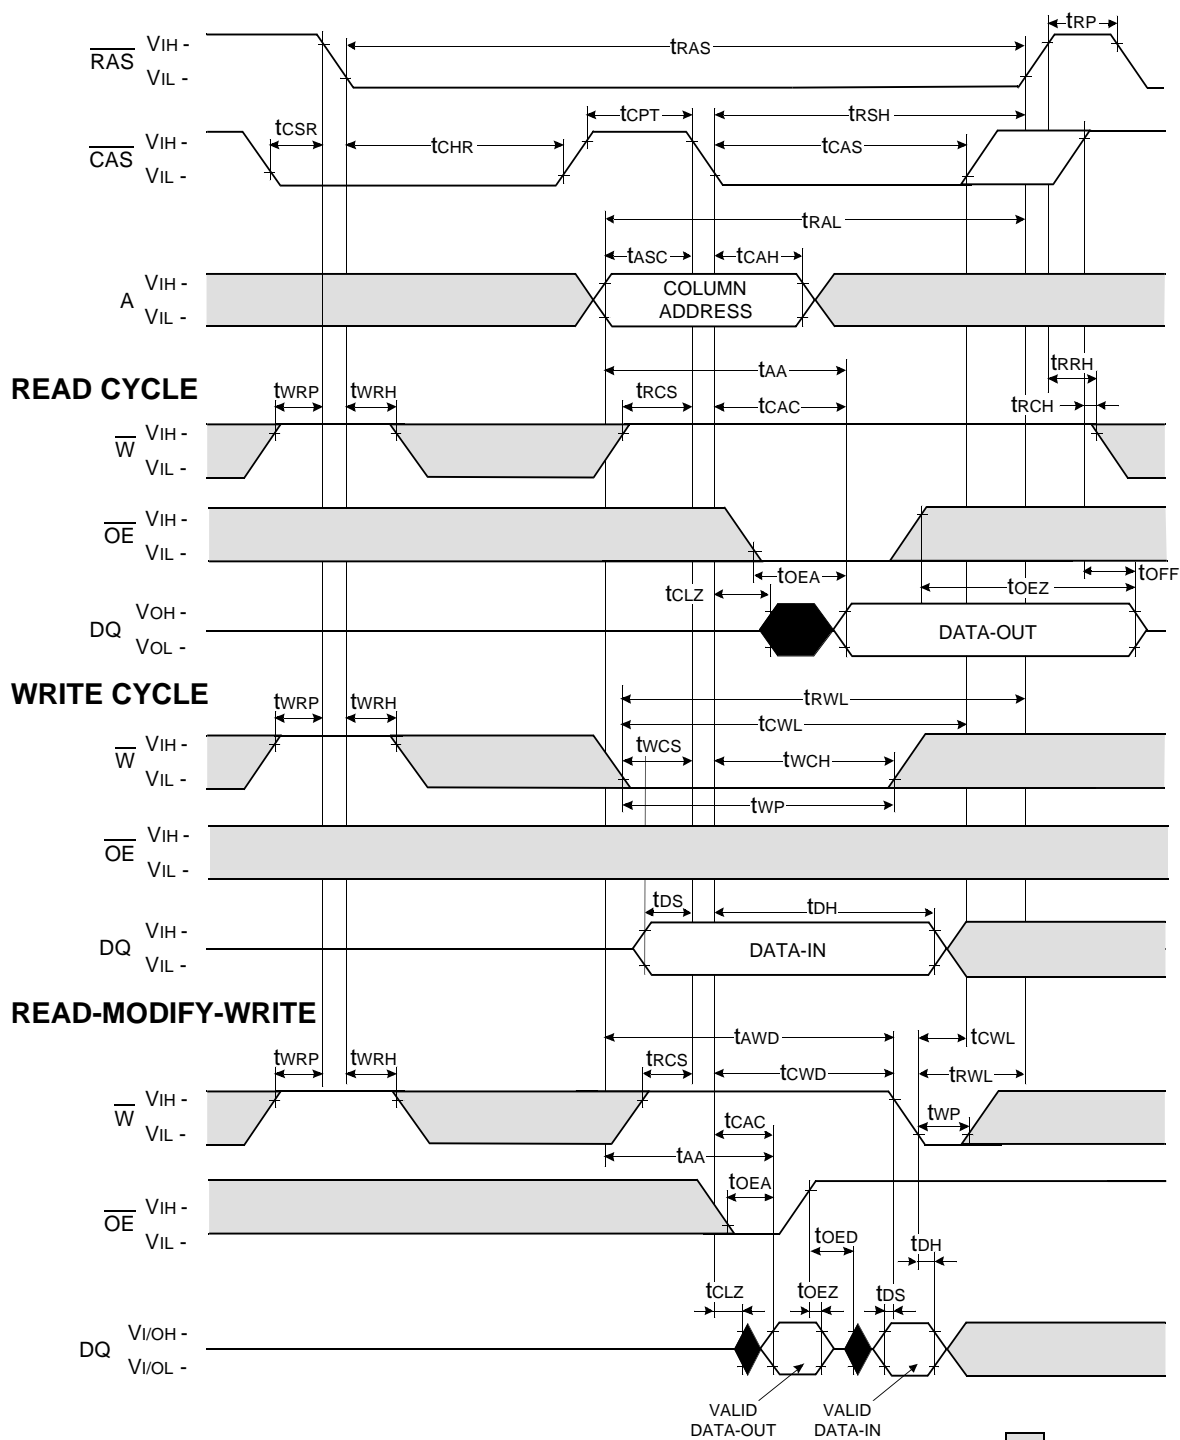 tRP
RAS
VIH -
VIL -
tRAS
CAS
VIH -
VIL -
tCSR
tCHR
tCPT
tRSH
tCAS
tRAL
A
VIH -
VIL -
tASC
tCAH
COLUMN
ADDRESS
READ CYCLE
tWRP
tWRH
tRCS
tAA
tCAC
tRRH
tRCH
W
VIH -
VIL -
OE
VIH -
VIL -
tOEA
tCLZ
tOEZ
tOFF
DQ
VOH -
VOL -
DATA-OUT
WRITE CYCLE
tWRP
tWRH
tRWL
tCWL
tWCS
tWCH
tWP
W
VIH -
VIL -
OE
VIH -
VIL -
tDS
tDH
DQ
VIH -
VIL -
DATA-IN
READ-MODIFY-WRITE
tWRP
tWRH
tRCS
tAWD
tCWD
tCWL
tRWL
tWP
W
VIH -
VIL -
tCAC
tAA
tOEA
OE
VIH -
VIL -
tOED
tDH
tCLZ
tOEZ
tDS
DQ
VI/OH -
VI/OL -
VALID
DATA-OUT
VALID
DATA-IN